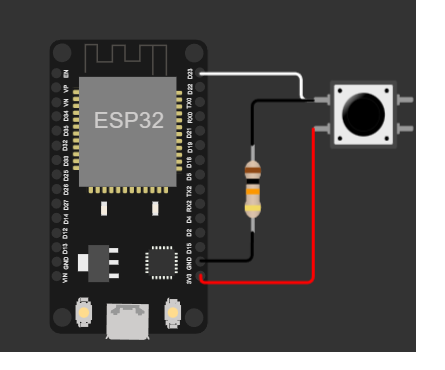 ESP32
EN
VP
VN
D34
D35
D32
D33
D25
D26
D27
D14
D12
D13
GND
VIN
D23
D22
TX0
RX0
D21
D19
D18
D5
TX2
RX2
D4
D2
D15
GND
3V3